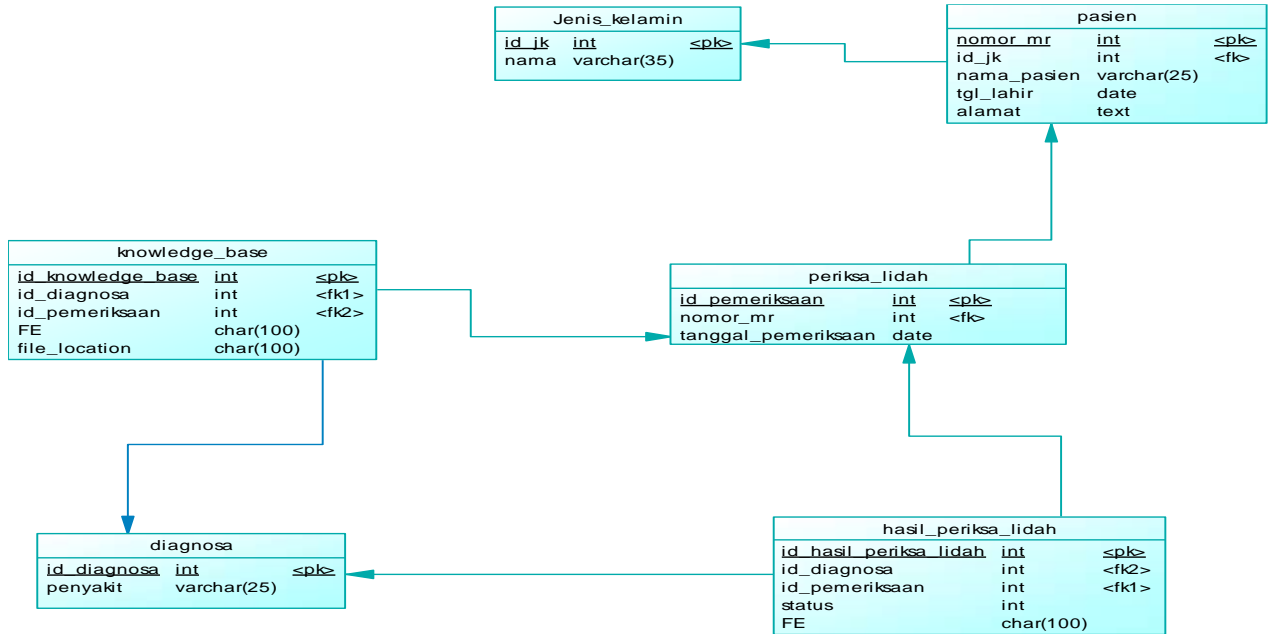 Jenis_kelamin
id_jk int <pk>
nama varchar(35)
pasien
nomor_mr int <pk>
id_jk int <fk>
nama_pasien varchar(25)
tgl_lahir date
alamat text
knowledge_base
id_knowledge_base int <pk>
id_diagnosa int <fk1>
id_pemeriksaan int <fk2>
FE char(100)
file_location char(100)
periksa_lidah
id_pemeriksaan int <pk>
nomor_mr int <fk>
tanggal_pemeriksaan date
diagnosa
id_diagnosa int <pk>
penyakit varchar(25)
hasil_periksa_lidah
id_hasil_periksa_lidah int <pk>
id_diagnosa int <fk2>
id_pemeriksaan int <fk1>
status int
FE char(100)